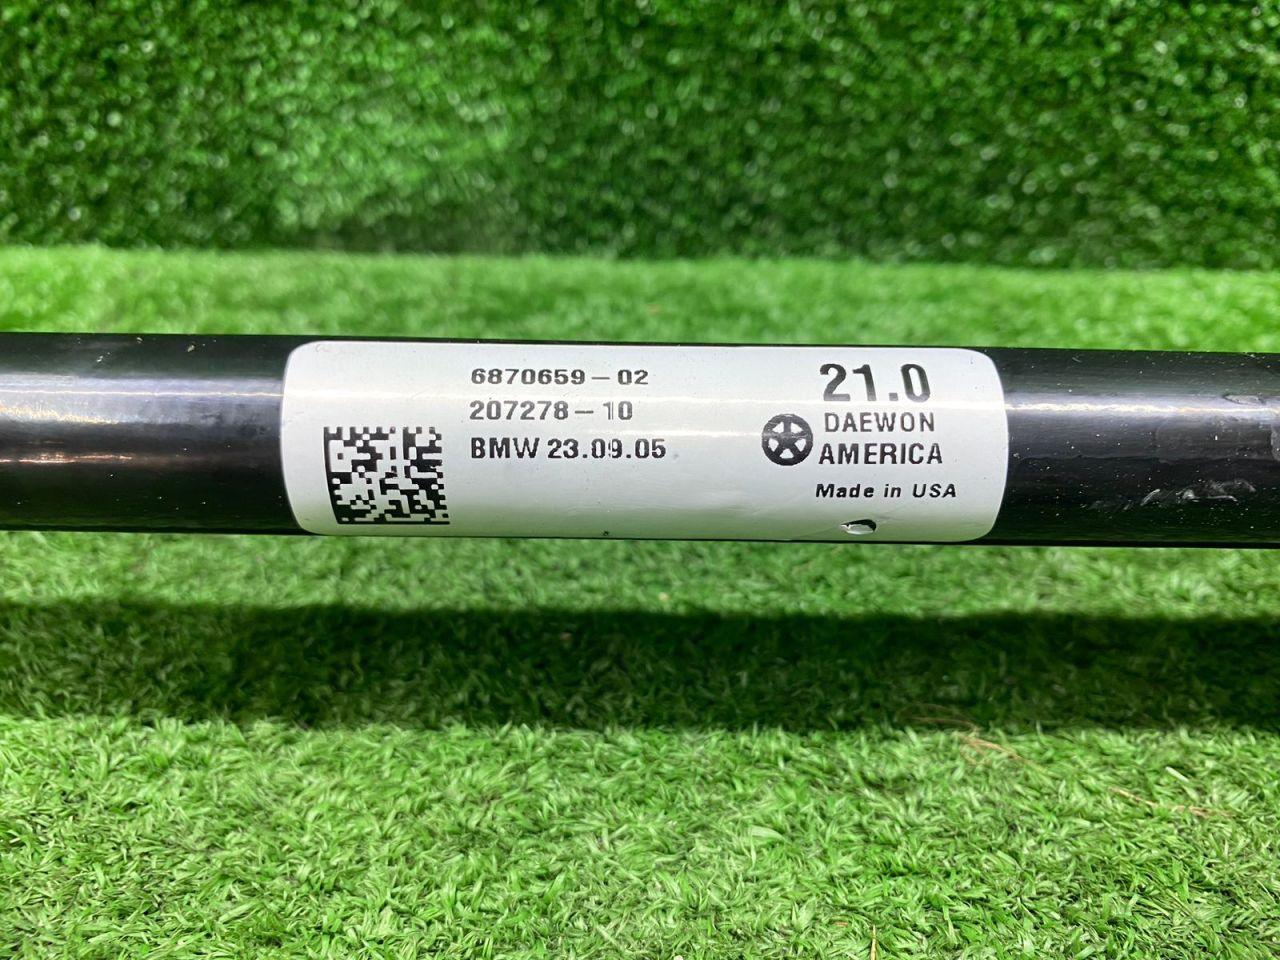 6870659-02
207278-10
BMW 23.09.05
21.0
DAEWON
AMERICA
Made in USA